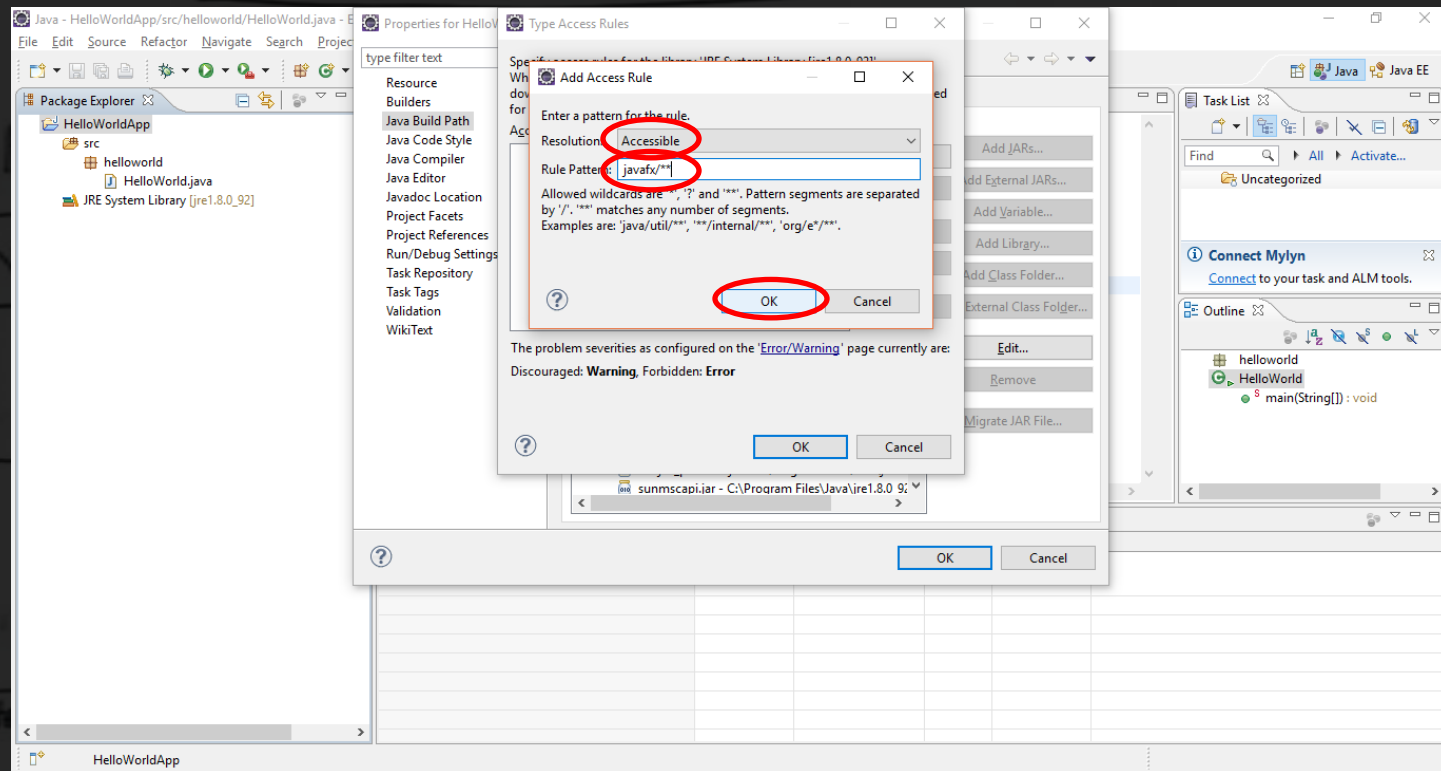 Java - HelloWorldApp/src/helloworld/HelloWorld.java - E
File Edit Source Refactor Navigate Search Projec
Package Explorer
HelloWorldApp
src
helloworld
HelloWorld.java
JRE System Library [jre1.8.0_92]
Properties for HelloW
type filter text
Resource
Builders
Java Build Path
Java Code Style
Java Compiler
Java Editor
Javadoc Location
Project Facets
Project References
Run/Debug Settings
Task Repository
Task Tags
Validation
WikiText
Type Access Rules
Add Access Rule
Enter a pattern for the rule.
Resolution: Accessible
Rule Pattern: javafx/**
Allowed wildcards are '*', '?' and '**'. Pattern segments are separated
by '/'. '**' matches any number of segments.
Examples are: 'java/util/**', '**/internal/**', 'org/e*/**'.
OK Cancel
The problem severities as configured on the 'Error/Warning' page currently are:
Discouraged: Warning, Forbidden: Error
OK Cancel
sunmscapi.jar - C:\Program Files\Java\jre1.8.0_92
Add JARs...
Add External JARs...
Add Variable...
Add Library...
Add Class Folder...
External Class Folder...
Edit...
Remove
Migrate JAR File...
OK Cancel
Java Java EE
Task List
Find All Activate...
Uncategorized
Connect Mylyn
Connect to your task and ALM tools.
Outline
helloworld
HelloWorld
main(String[]) : void
HelloWorldApp